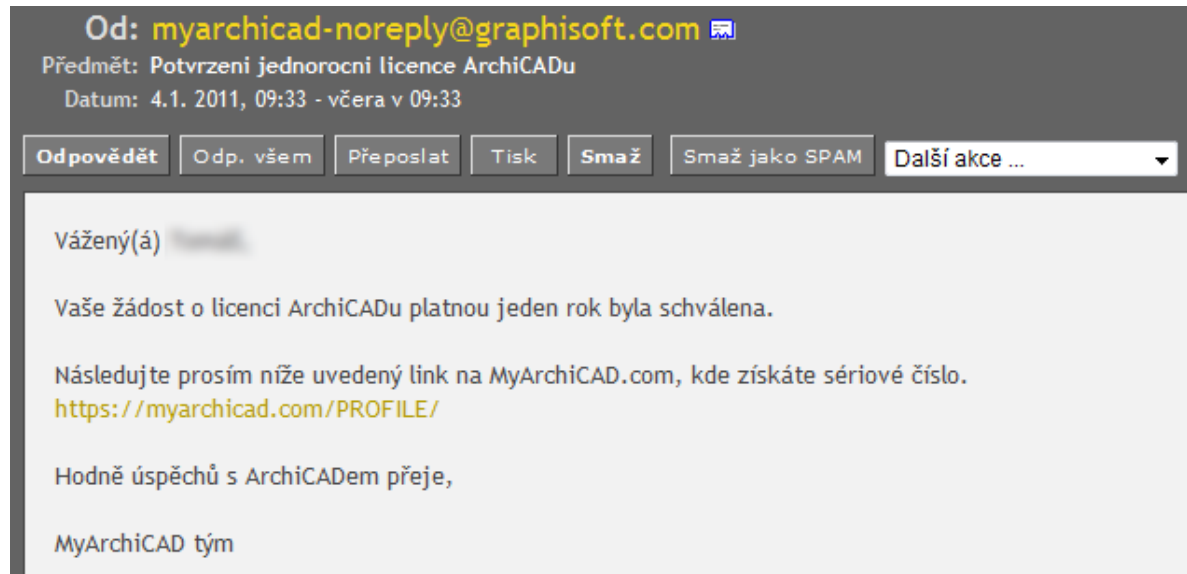 Od: myarchicad-noreply@graphisoft.com
Předmět: Potvrzeni jednorocni licence ArchiCADu
Datum: 4.1. 2011, 09:33 - včera v 09:33
Odpovědět Odp. všem Přeposlat Tisk Smaž Smaž jako SPAM Další akce ...
Vážený(á)
Vaše žádost o licenci ArchiCADu platnou jeden rok byla schválena.
Následujte prosím níže uvedený link na MyArchiCAD.com, kde získáte sériové číslo.
https://myarchicad.com/PROFILE/
Hodně úspěchů s ArchiCADem přeje,
MyArchiCAD tým